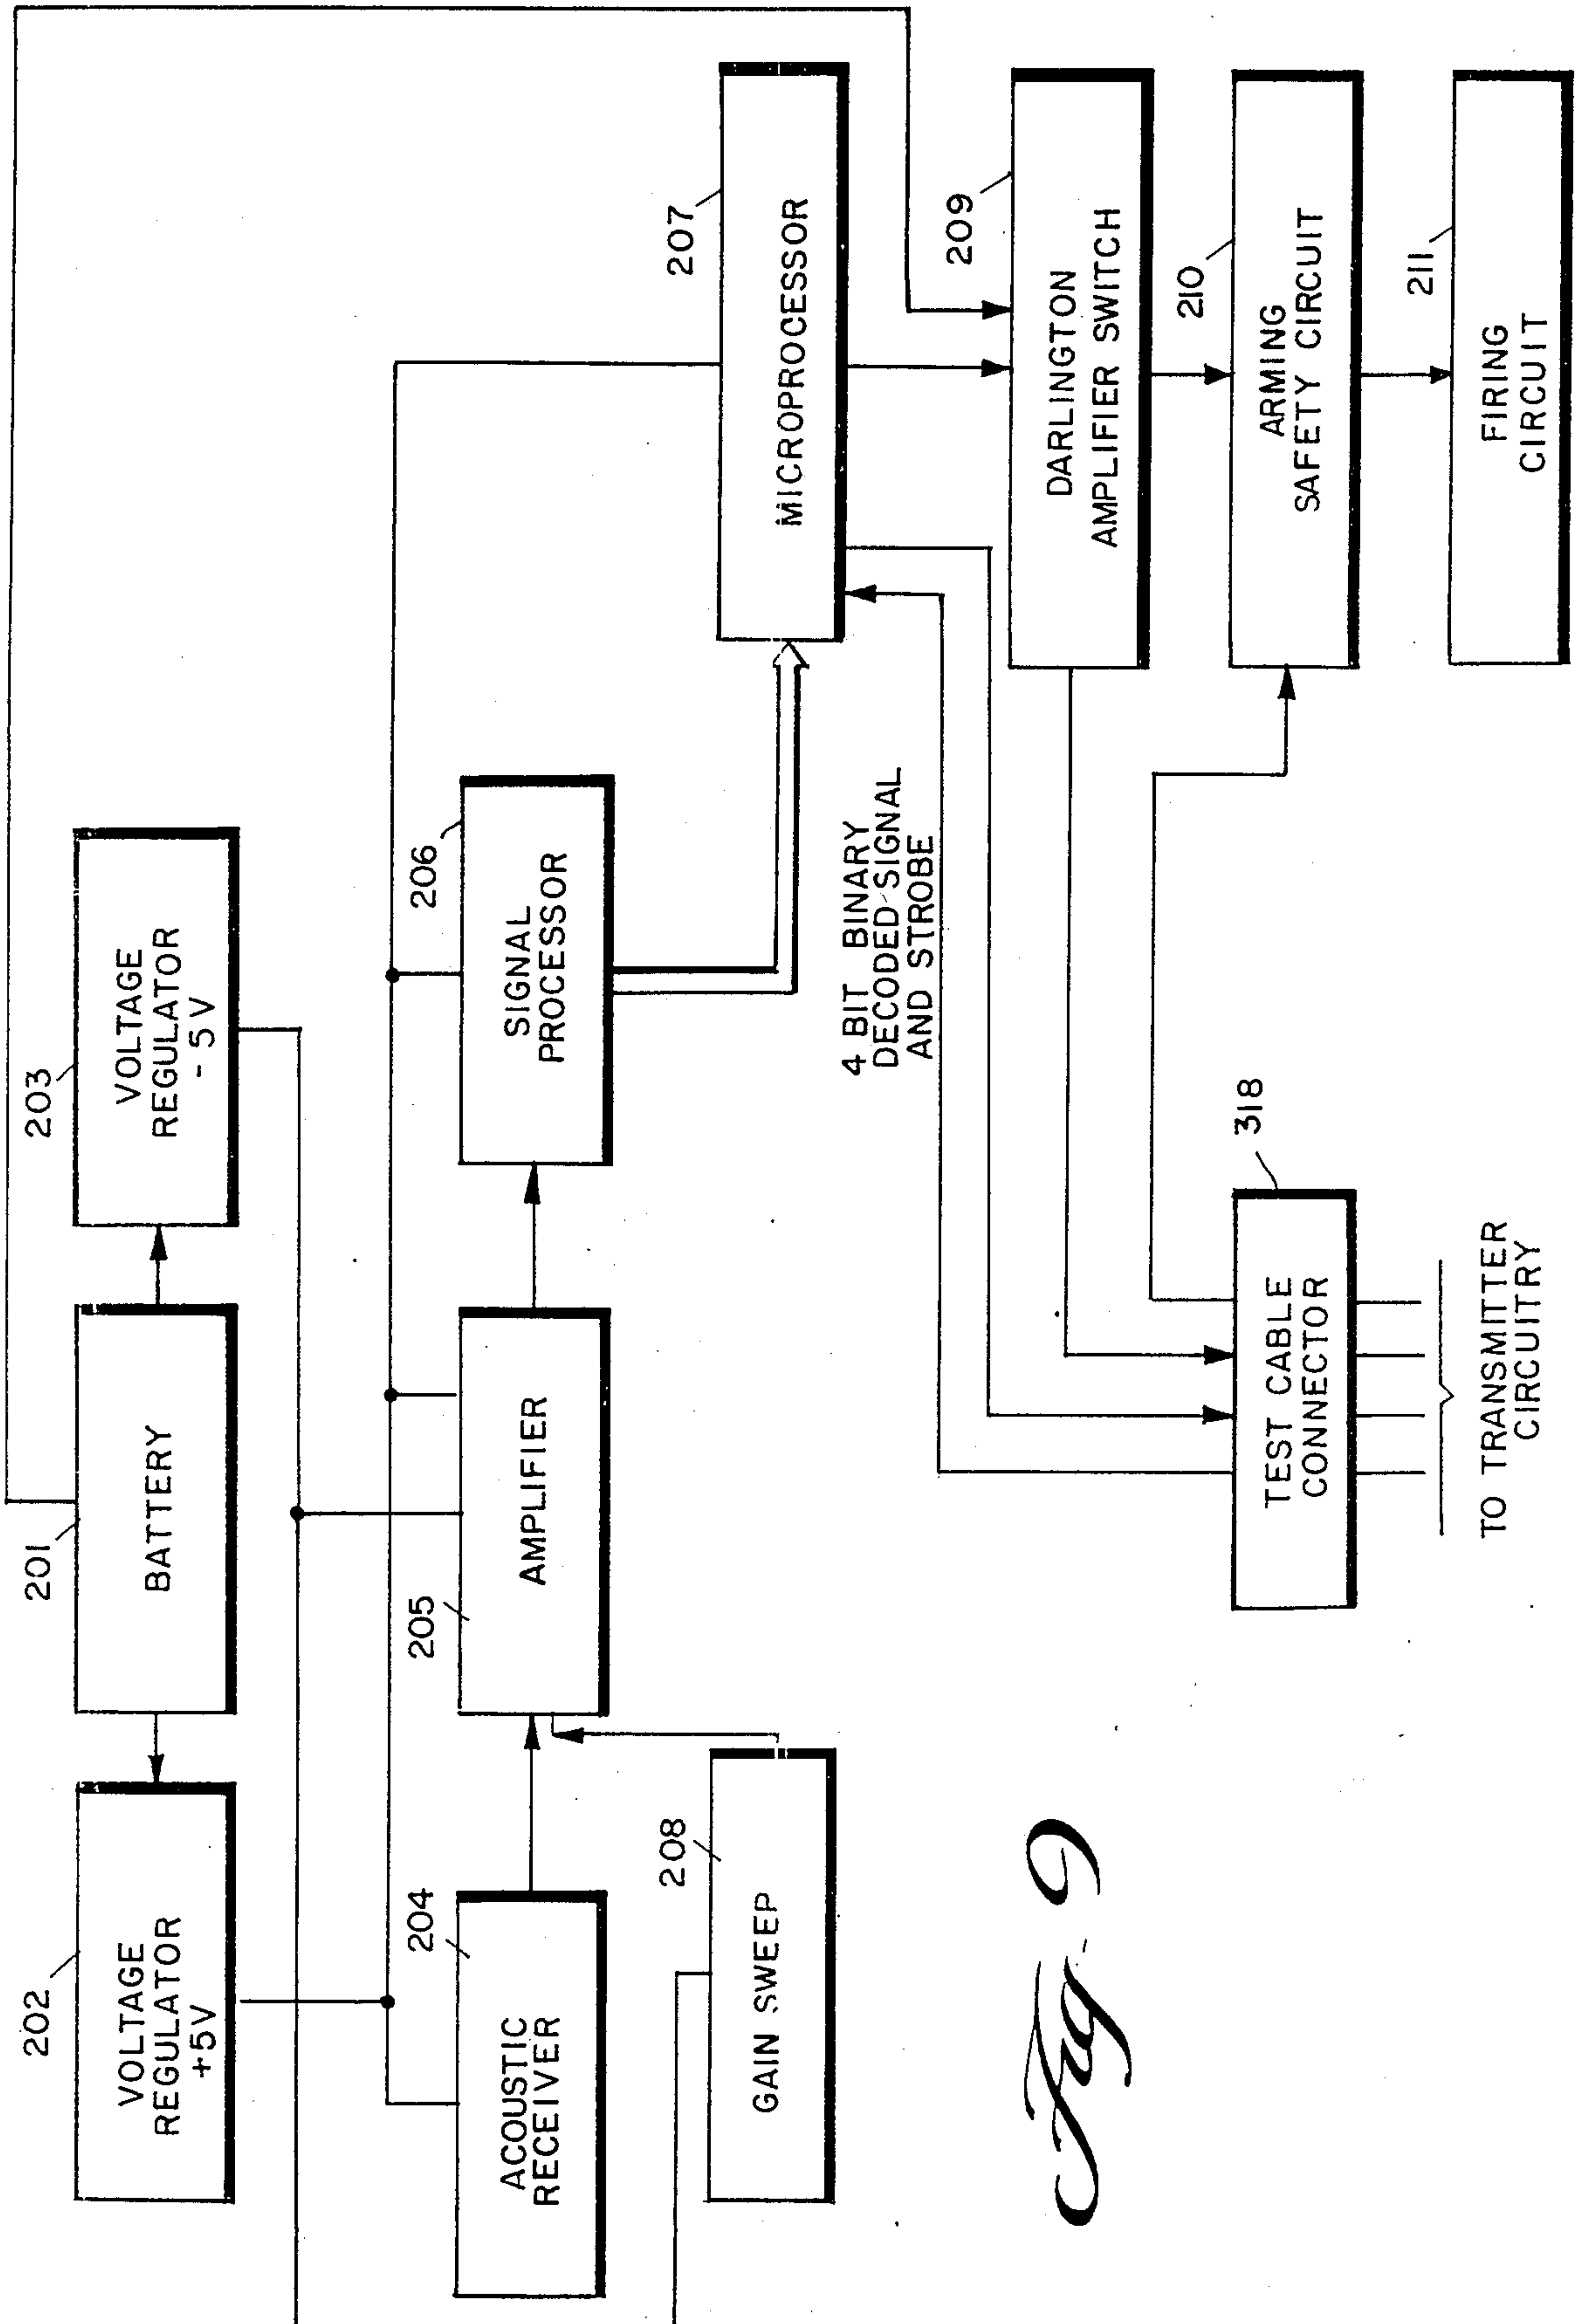 202
VOLTAGE
REGULATOR
+5V
201
BATTERY
203
VOLTAGE
REGULATOR
- 5V
204
ACOUSTIC
RECEIVER
205
AMPLIFIER
206
SIGNAL
PROCESSOR
208
GAIN SWEEP
207
MICROPROCESSOR
4 BIT BINARY
DECODED SIGNAL
AND STROBE
209
DARLINGTON
AMPLIFIER SWITCH
318
TEST CABLE
CONNECTOR
210
ARMING
SAFETY CIRCUIT
TO TRANSMITTER
CIRCUITRY
211
FIRING
CIRCUIT
Fig. 9